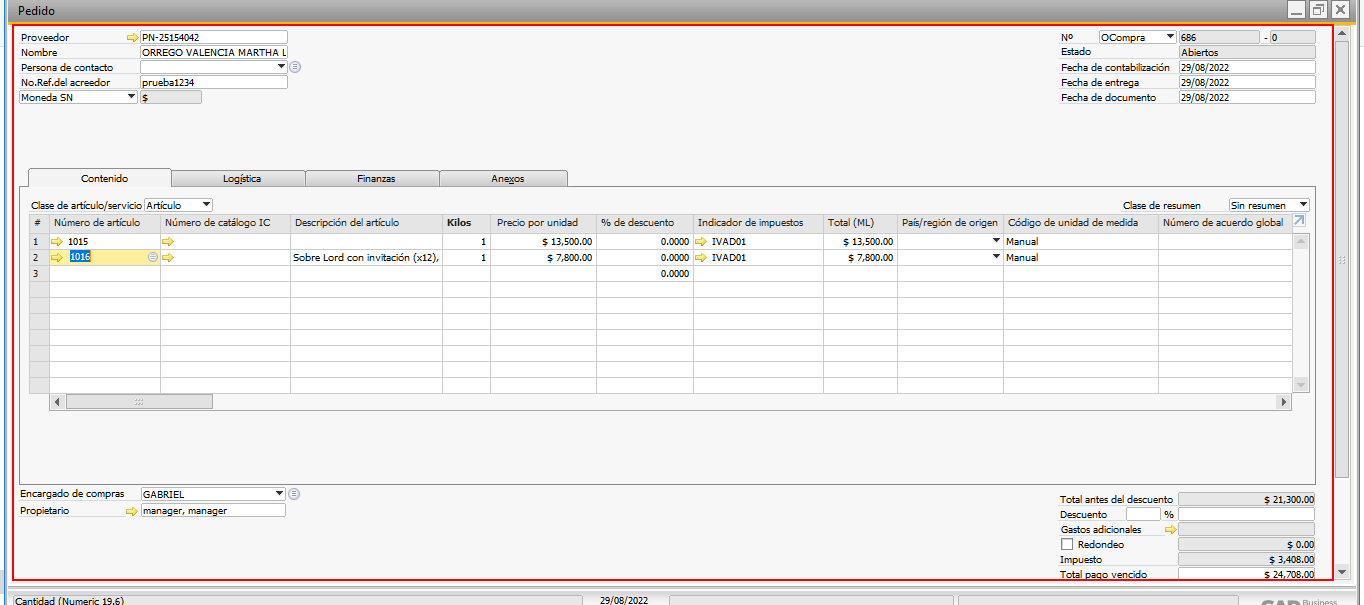 Pedido
Proveedor PN-25154042
Nombre ORREGO VALENCIA MARTHA L
Persona de contacto
No.Ref.del acreedor prueba1234
Moneda SN $
Nº OCompra 686 - 0
Estado Abiertos
Fecha de contabilización 29/08/2022
Fecha de entrega 29/08/2022
Fecha de documento 29/08/2022
Contenido Logística Finanzas Anexos
Clase de artículo/servicio Artículo Clase de resumen Sin resumen
# Número de artículo Número de catálogo IC Descripción del artículo Kilos Precio por unidad % de descuento Indicador de impuestos Total (ML) País/región de origen Código de unidad de medida Número de acuerdo global
1 1015 1 $ 13,500.00 0.0000 IVAD01 $ 13,500.00 Manual
2 1016 Sobre Lord con invitación (x12), 1 $ 7,800.00 0.0000 IVAD01 $ 7,800.00 Manual
3 0.0000
Encargado de compras GABRIEL
Propietario manager, manager
Total antes del descuento $ 21,300.00
Descuento %
Gastos adicionales
Redondeo $ 0.00
Impuesto $ 3,408.00
Total pago vencido $ 24,708.00
Cantidad (Numeric 19.6) 29/08/2022
SAP Business